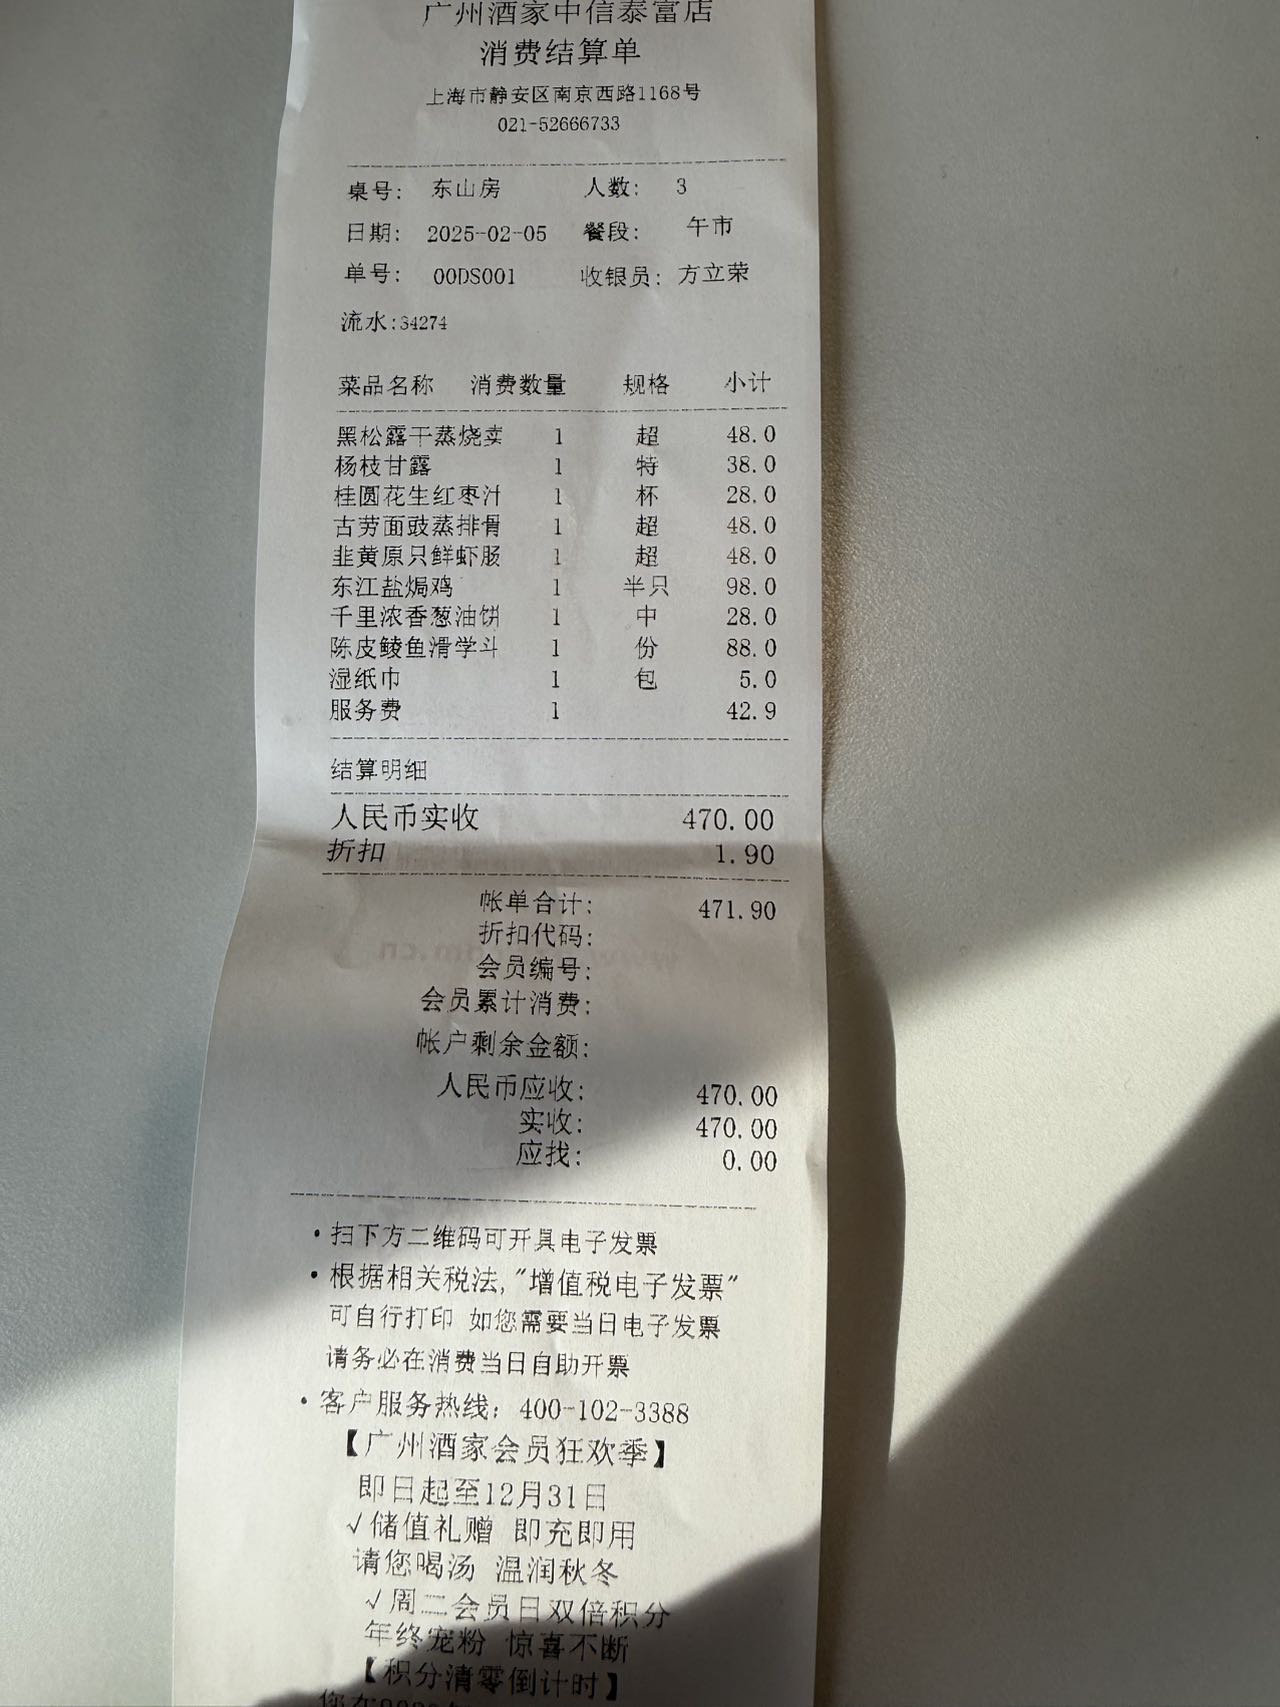 广州酒家中信泰富店
消费结算单
上海市静安区南京西路1168号
021-52666733
桌号: 东山房 人数: 3
日期: 2025-02-05 餐段: 午市
单号: 00DS001 收银员: 方立荣
流水:34274
菜品名称 消费数量 规格 小计
黑松露干蒸烧卖 1 超 48.0
杨枝甘露 1 特 38.0
桂圆花生红枣汁 1 杯 28.0
古劳面豉蒸排骨 1 超 48.0
韭黄原只鲜虾肠 1 超 48.0
东江盐焗鸡 1 半只 98.0
千里浓香葱油饼 1 中 28.0
陈皮鲮鱼滑学斗 1 份 88.0
湿纸巾 1 包 5.0
服务费 1 42.9
结算明细
人民币实收 470.00
折扣 1.90
帐单合计: 471.90
折扣代码:
会员编号:
会员累计消费:
帐户剩余金额:
人民币应收: 470.00
实收: 470.00
应找: 0.00
·扫下方二维码可开具电子发票
·根据相关税法,"增值税电子发票"
可自行打印 如您需要当日电子发票
请务必在消费当日自助开票
·客户服务热线: 400-102-3388
【广州酒家会员狂欢季】
即日起至12月31日
√储值礼赠 即充即用
请您喝汤 温润秋冬
√周二会员日双倍积分
年终宠粉 惊喜不断
【积分清零倒计时】